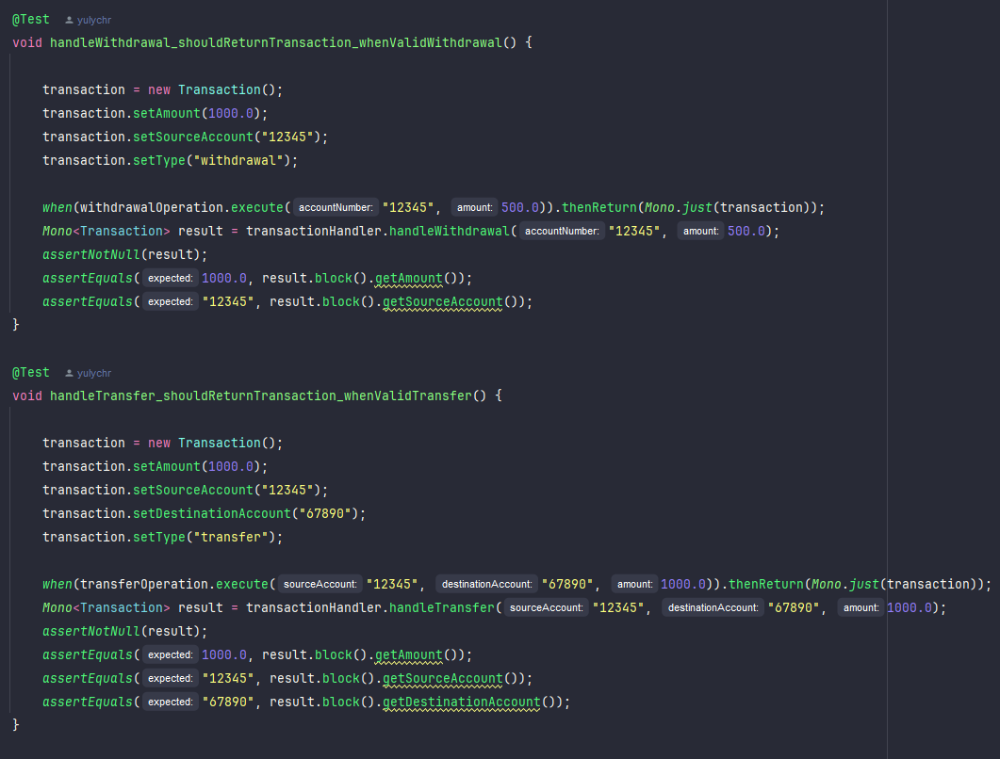 @Test yulychr
void handleWithdrawal_shouldReturnTransaction_whenValidWithdrawal() {
transaction = new Transaction();
transaction.setAmount(1000.0);
transaction.setSourceAccount("12345");
transaction.setType("withdrawal");
when(withdrawalOperation.execute( accountNumber: "12345", amount: 500.0)).thenReturn(Mono.just(transaction));
Mono<Transaction> result = transactionHandler.handleWithdrawal( accountNumber: "12345", amount: 500.0);
assertNotNull(result);
assertEquals( expected: 1000.0, result.block().getAmount());
assertEquals( expected: "12345", result.block().getSourceAccount());
}
@Test yulychr
void handleTransfer_shouldReturnTransaction_whenValidTransfer() {
transaction = new Transaction();
transaction.setAmount(1000.0);
transaction.setSourceAccount("12345");
transaction.setDestinationAccount("67890");
transaction.setType("transfer");
when(transferOperation.execute( sourceAccount: "12345", destinationAccount: "67890", amount: 1000.0)).thenReturn(Mono.just(transaction));
Mono<Transaction> result = transactionHandler.handleTransfer( sourceAccount: "12345", destinationAccount: "67890", amount: 1000.0);
assertNotNull(result);
assertEquals( expected: 1000.0, result.block().getAmount());
assertEquals( expected: "12345", result.block().getSourceAccount());
assertEquals( expected: "67890", result.block().getDestinationAccount());
}